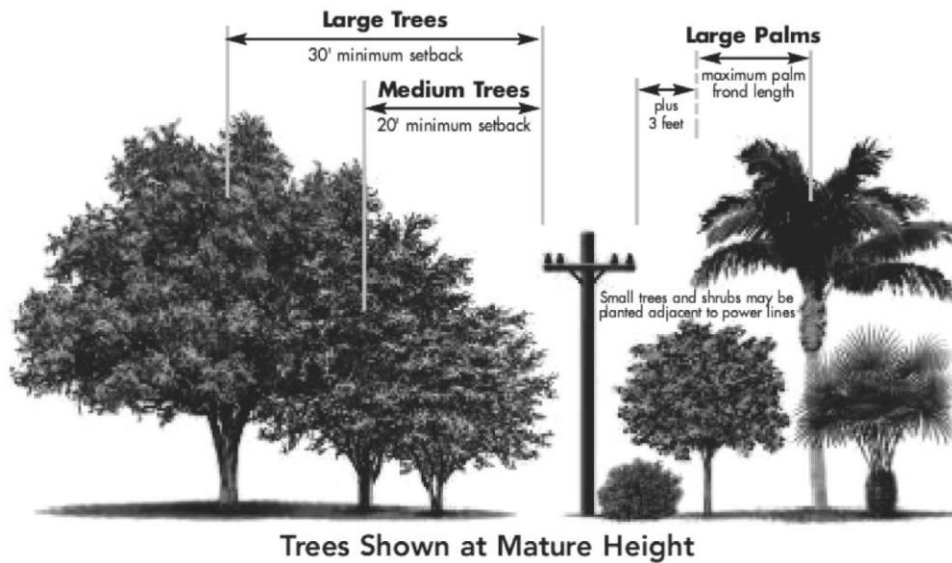 Large Trees
30' minimum setback
Medium Trees
20' minimum setback
Large Palms
maximum palm
frond length
plus
3 feet
Small trees and shrubs may be
planted adjacent to power lines
Trees Shown at Mature Height